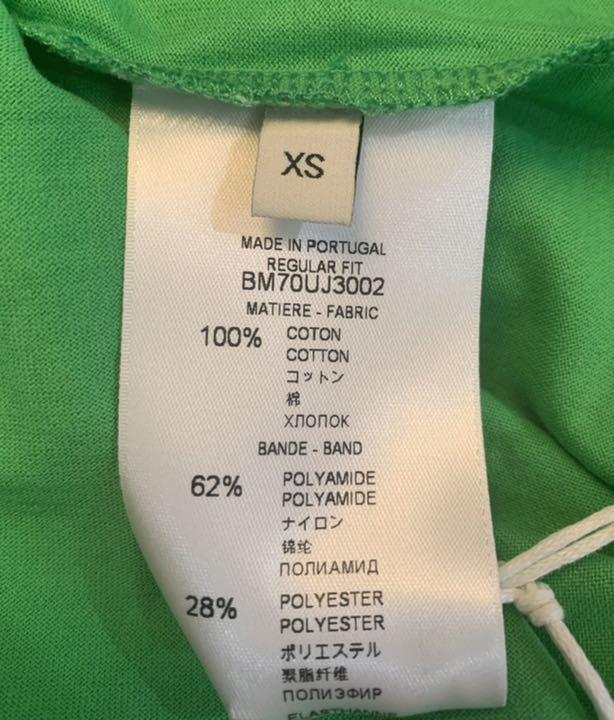 XS
MADE IN PORTUGAL
REGULAR FIT
BM70UJ3002
MATIERE - FABRIC
100% COTON
COTTON
コットン
棉
ХЛОПОК
BANDE - BAND
62% POLYAMIDE
POLYAMIDE
ナイロン
锦纶
ПОЛИАМИД
28% POLYESTER
POLYESTER
ポリエステル
聚脂纤维
ПОЛИЭФИР